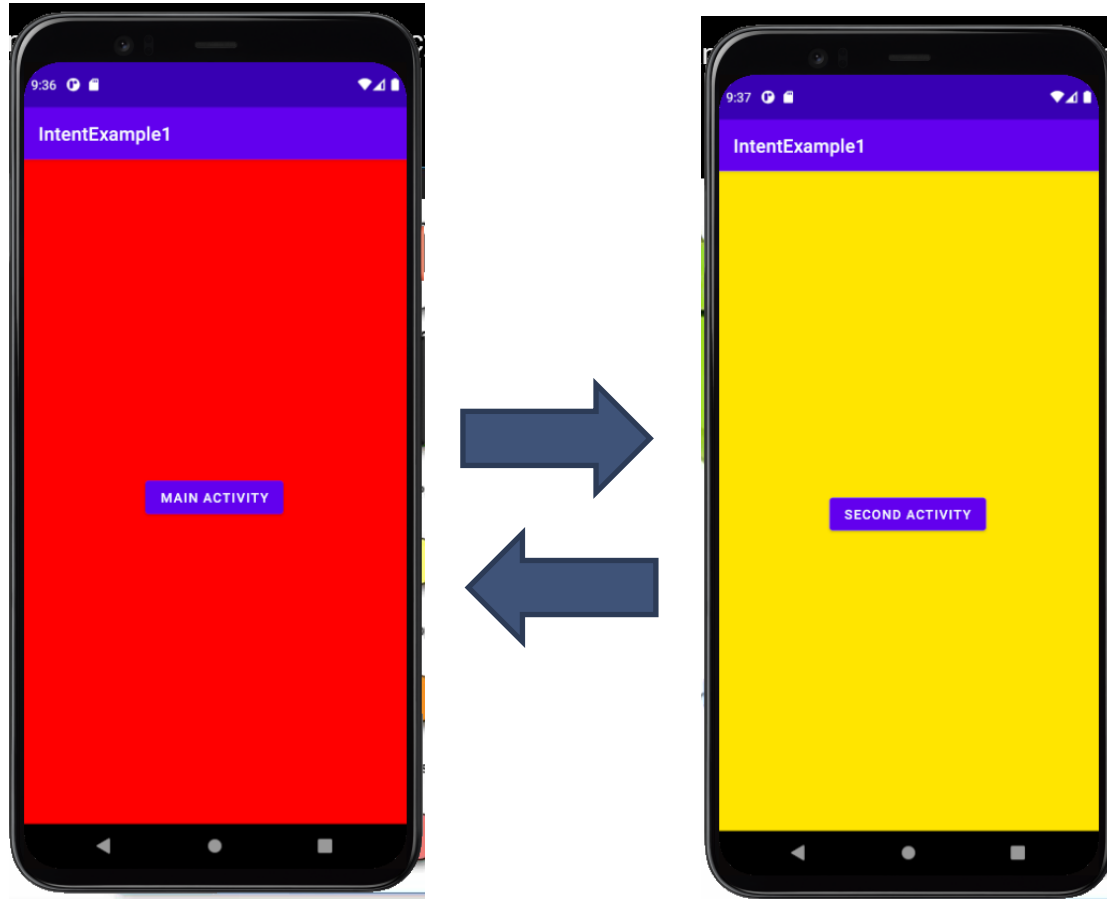 9:36
IntentExample1
MAIN ACTIVITY
9:37
IntentExample1
SECOND ACTIVITY